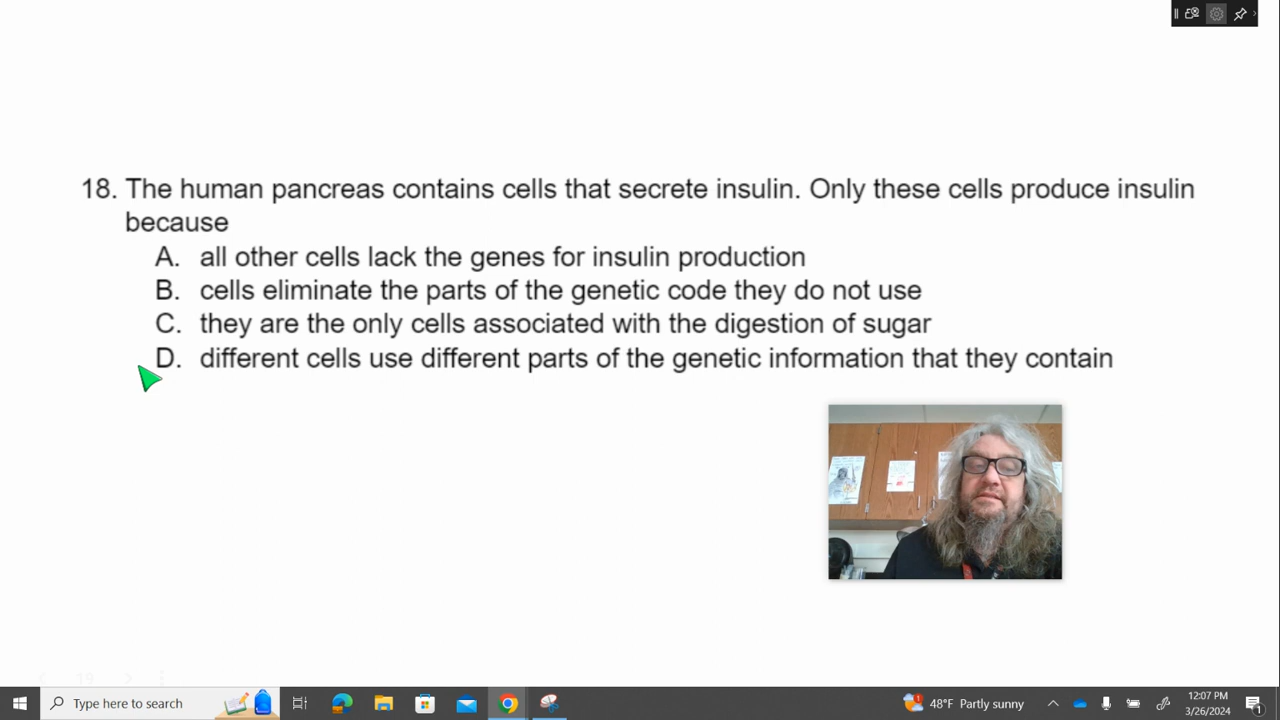 18. The human pancreas contains cells that secrete insulin. Only these cells produce insulin
because
A. all other cells lack the genes for insulin production
B. cells eliminate the parts of the genetic code they do not use
C. they are the only cells associated with the digestion of sugar
D. different cells use different parts of the genetic information that they contain
19
Type here to search
1
48°F Partly sunny
12:07 PM
3/26/2024
1